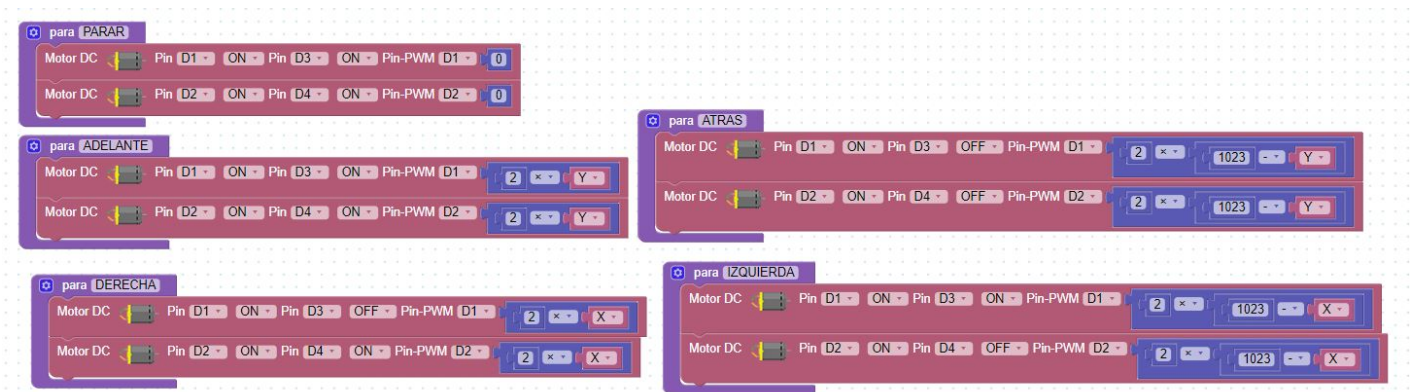 para PARAR
Motor DC Pin D1 ON Pin D3 ON Pin-PWM D1 0
Motor DC Pin D2 ON Pin D4 ON Pin-PWM D2 0
para ADELANTE
Motor DC Pin D1 ON Pin D3 ON Pin-PWM D1 2 × Y
Motor DC Pin D2 ON Pin D4 ON Pin-PWM D2 2 × Y
para ATRAS
Motor DC Pin D1 ON Pin D3 OFF Pin-PWM D1 2 × 1023 - Y
Motor DC Pin D2 ON Pin D4 OFF Pin-PWM D2 2 × 1023 - Y
para DERECHA
Motor DC Pin D1 ON Pin D3 OFF Pin-PWM D1 2 × X
Motor DC Pin D2 ON Pin D4 ON Pin-PWM D2 2 × X
para IZQUIERDA
Motor DC Pin D1 ON Pin D3 ON Pin-PWM D1 2 × 1023 - X
Motor DC Pin D2 ON Pin D4 OFF Pin-PWM D2 2 × 1023 - X